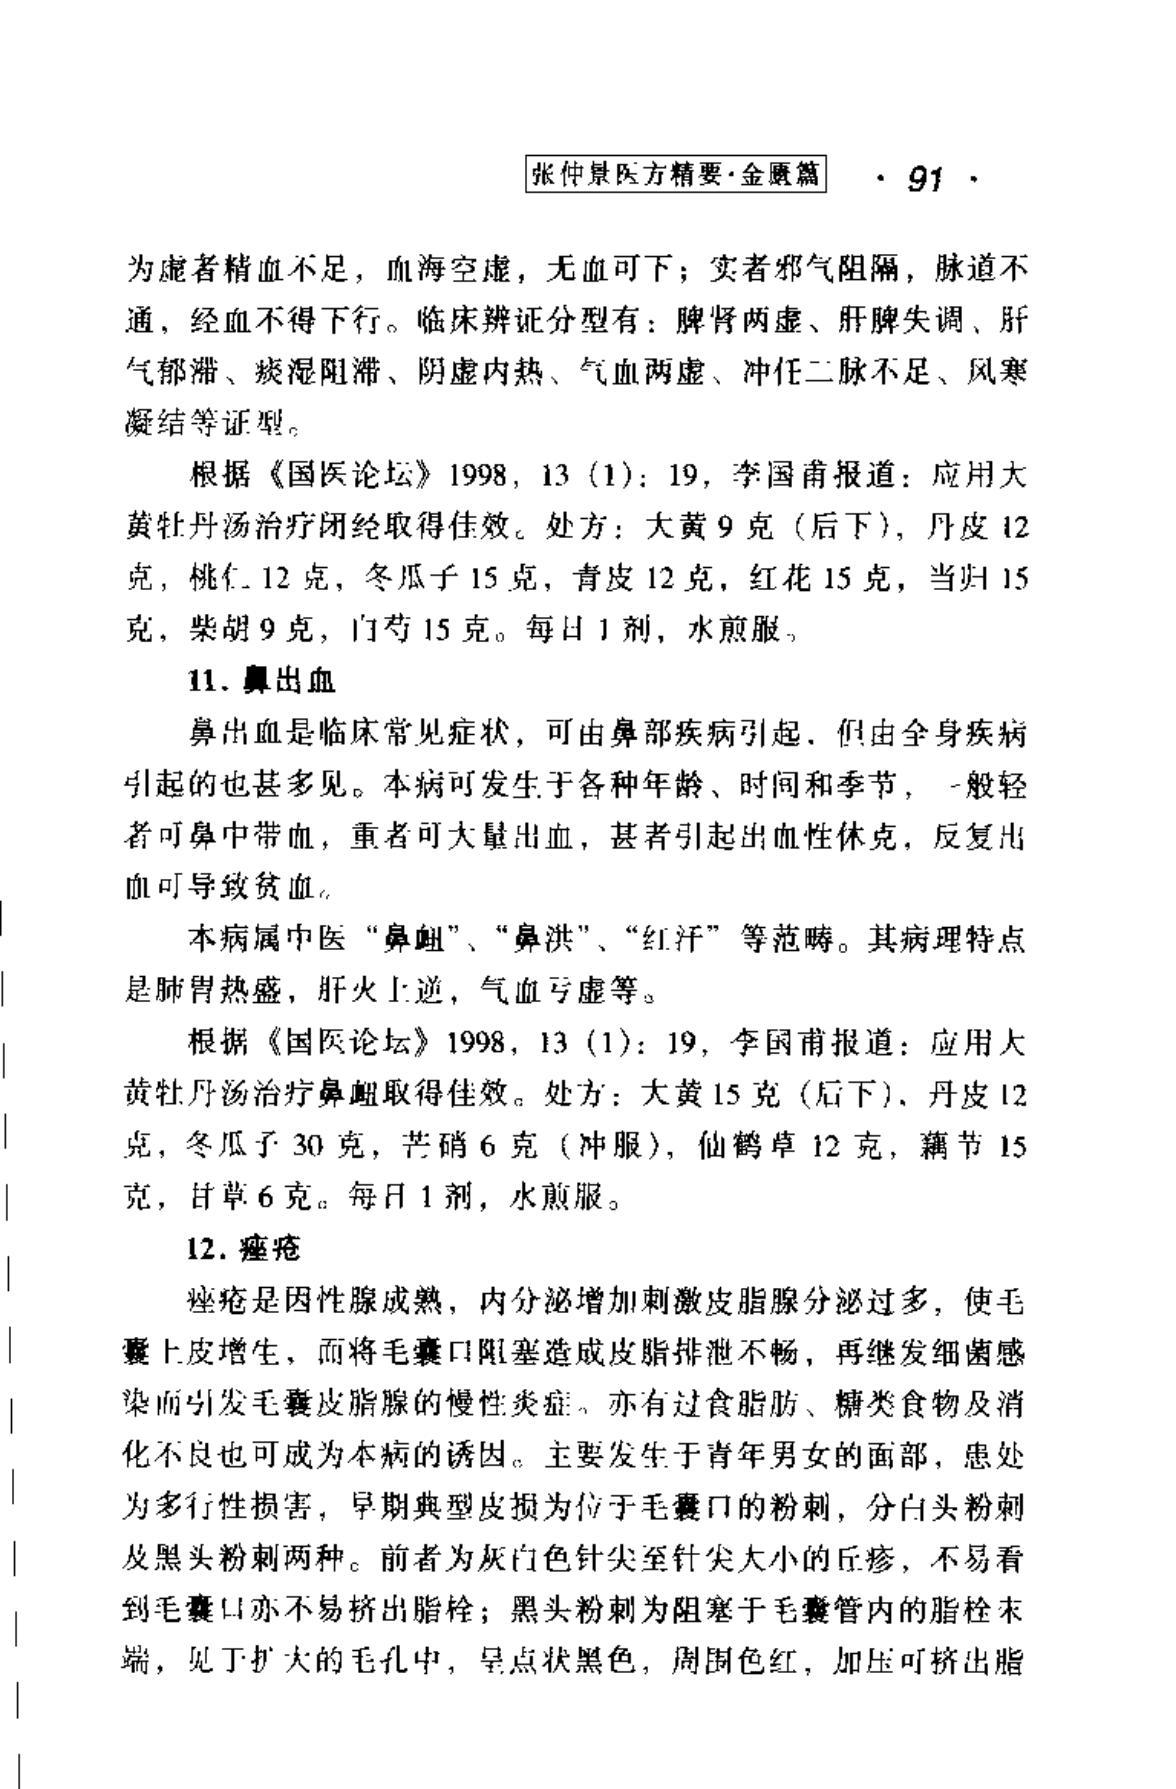 张仲景医方精要·金匮篇 · 91 ·
为虚者精血不足，血海空虚，无血可下；实者邪气阻隔，脉道不
通，经血不得下行。临床辨证分型有：脾肾两虚、肝脾失调、肝
气郁滞、痰湿阻滞、阴虚内热、气血两虚、冲任二脉不足、风寒
凝结等证型。
根据《国医论坛》1998，13（1）：19，李国甫报道：应用大
黄牡丹汤治疗闭经取得佳效。处方：大黄9克（后下），丹皮12
克，桃仁12克，冬瓜子15克，青皮12克，红花15克，当归15
克，柴胡9克，白芍15克。每日1剂，水煎服。
11. 鼻出血
鼻出血是临床常见症状，可由鼻部疾病引起，但由全身疾病
引起的也甚多见。本病可发生于各种年龄、时间和季节，一般轻
者可鼻中带血，重者可大量出血，甚者引起出血性休克，反复出
血可导致贫血。
本病属中医“鼻衄”、“鼻洪”、“红汗”等范畴。其病理特点
是肺胃热盛，肝火上逆，气血亏虚等。
根据《国医论坛》1998，13（1）：19，李国甫报道：应用大
黄牡丹汤治疗鼻衄取得佳效。处方：大黄15克（后下），丹皮12
克，冬瓜子30克，芒硝6克（冲服），仙鹤草12克，藕节15
克，甘草6克。每日1剂，水煎服。
12. 痤疮
痤疮是因性腺成熟，内分泌增加刺激皮脂腺分泌过多，使毛
囊上皮增生，而将毛囊口阻塞造成皮脂排泄不畅，再继发细菌感
染而引发毛囊皮脂腺的慢性炎症。亦有过食脂肪、糖类食物及消
化不良也可成为本病的诱因。主要发生于青年男女的面部，患处
为多行性损害，早期典型皮损为位于毛囊口的粉刺，分白头粉刺
及黑头粉刺两种。前者为灰白色针尖至针尖大小的丘疹，不易看
到毛囊口亦不易挤出脂栓；黑头粉刺为阻塞于毛囊管内的脂栓末
端，见于扩大的毛孔中，呈点状黑色，周围色红，加压可挤出脂